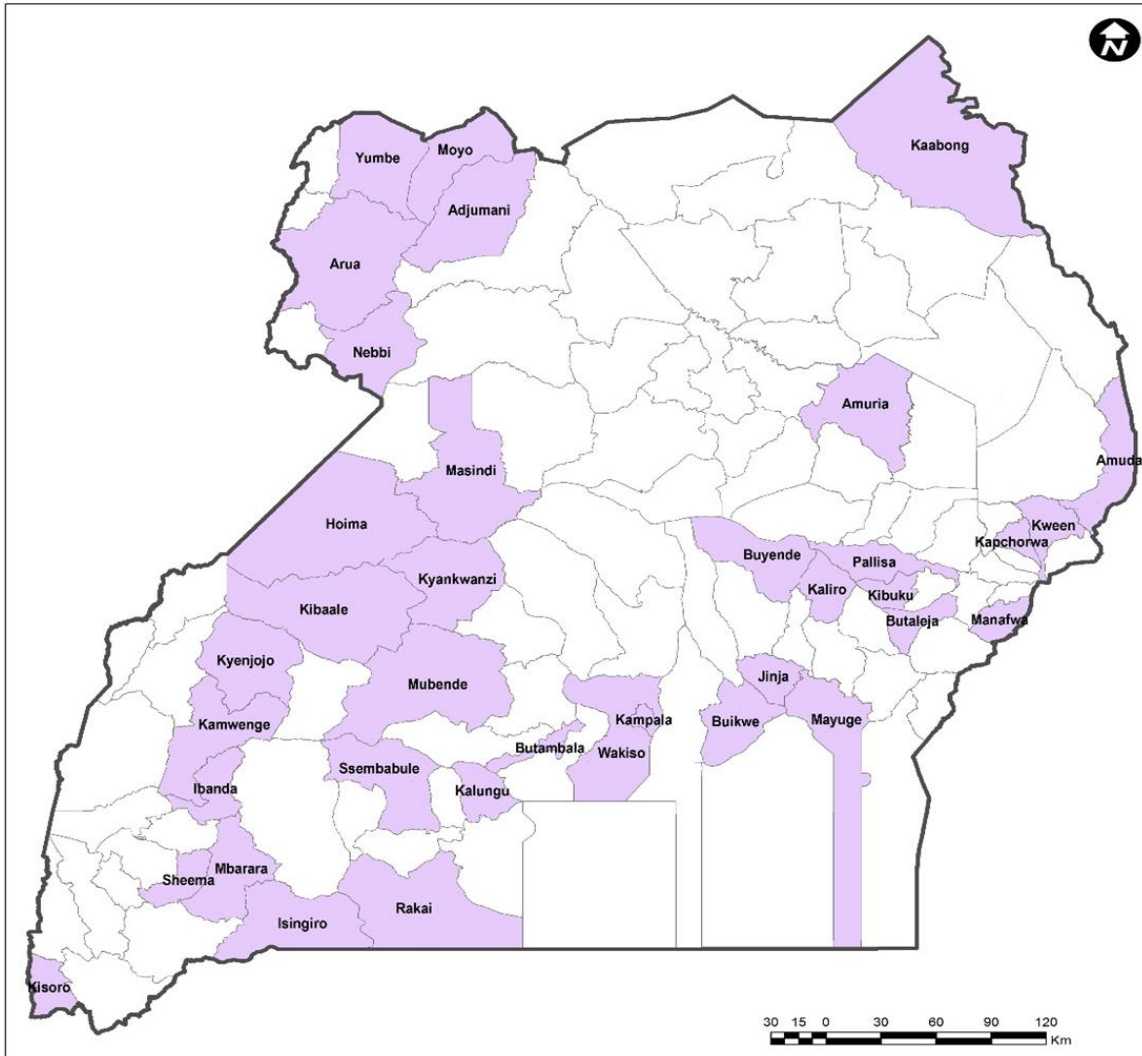 N
Kaabong
Moyo
Yumbe
Adjumani
Arua
Nebbi
Amuria
Masindi
Amuda
Hoima
Kween
Kapchorwa
Buyende
Pallisa
Kyankwanzi
Kaliro
Kibuku
Kibaale
Butaleja
Manafwa
Kyenjojo
Jinja
Mubende
Kampala
Buikwe
Mayuge
Kamwenge
Butambala
Wakiso
Ssembabule
Ibanda
Kalungu
Mbarara
Sheema
Rakai
Isingiro
Kisoro
30 15 0 30 60 90 120
Km